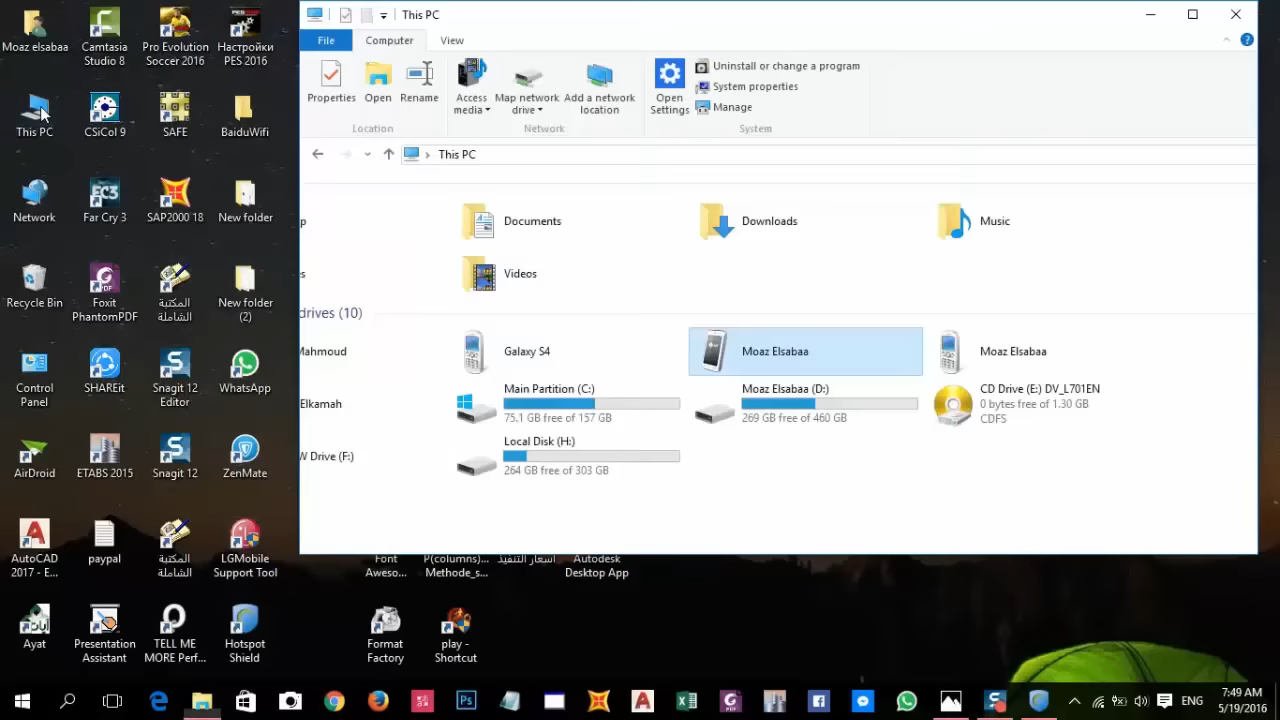 This PC
File
Computer
View
Properties
Open
Rename
Access
media
Map network
drive
Add a network
location
Open
Settings
Uninstall or change a program
System properties
Manage
Location
Network
System
This PC
Documents
Downloads
Music
Videos
drives (10)
Mahmoud
Galaxy S4
Moaz Elsabaa
Moaz Elsabaa
Elkamah
Main Partition (C:)
75.1 GB free of 157 GB
Moaz Elsabaa (D:)
269 GB free of 460 GB
CD Drive (E:) DV_L701EN
0 bytes free of 1.30 GB
CDFS
W Drive (F:)
Local Disk (H:)
264 GB free of 303 GB
Moaz elsabaa
Camtasia
Studio 8
Pro Evolution
Soccer 2016
Настройки
PES 2016
This PC
CSiCol 9
SAFE
BaiduWifi
Network
Far Cry 3
SAP2000 18
New folder
Recycle Bin
Foxit
PhantomPDF
المكتبة
الشاملة
New folder
(2)
Control
Panel
SHAREit
Snagit 12
Editor
WhatsApp
AirDroid
ETABS 2015
Snagit 12
ZenMate
AutoCAD
2017 - E...
paypal
المكتبة
الشاملة
LGMobile
Support Tool
Font
Aweso...
P(columns)...
Methode_s...
اسعار التنفيذ
Autodesk
Desktop App
Ayat
Presentation
Assistant
TELL ME
MORE Perf...
Hotspot
Shield
Format
Factory
play -
Shortcut
ENG
7:49 AM
5/19/2016